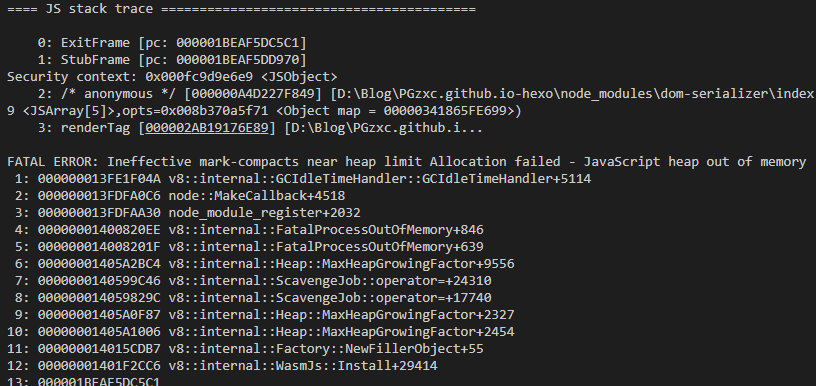 ==== JS stack trace =========================================
0: ExitFrame [pc: 000001BEAF5DC5C1]
1: StubFrame [pc: 000001BEAF5DD970]
Security context: 0x000fc9d9e6e9 <JSObject>
2: /* anonymous */ [000000A4D227F849] [D:\Blog\PGzxc.github.io-hexo\node_modules\dom-serializer\index
9 <JSArray[5]>,opts=0x008b370a5f71 <Object map = 00000341865FE699>)
3: renderTag [000002AB19176E89] [D:\Blog\PGzxc.github.i...
FATAL ERROR: Ineffective mark-compacts near heap limit Allocation failed - JavaScript heap out of memory
1: 000000013FE1F04A v8::internal::GCIdleTimeHandler::GCIdleTimeHandler+5114
2: 000000013FDFA0C6 node::MakeCallback+4518
3: 000000013FDFAA30 node_module_register+2032
4: 00000001400820EE v8::internal::FatalProcessOutOfMemory+846
5: 000000014008201F v8::internal::FatalProcessOutOfMemory+639
6: 00000001405A2BC4 v8::internal::Heap::MaxHeapGrowingFactor+9556
7: 0000000140599C46 v8::internal::ScavengeJob::operator=+24310
8: 000000014059829C v8::internal::ScavengeJob::operator=+17740
9: 00000001405A0F87 v8::internal::Heap::MaxHeapGrowingFactor+2327
10: 00000001405A1006 v8::internal::Heap::MaxHeapGrowingFactor+2454
11: 000000014015CDB7 v8::internal::Factory::NewFillerObject+55
12: 00000001401F2CC6 v8::internal::WasmJs::Install+29414
13: 000001BEAF5DC5C1